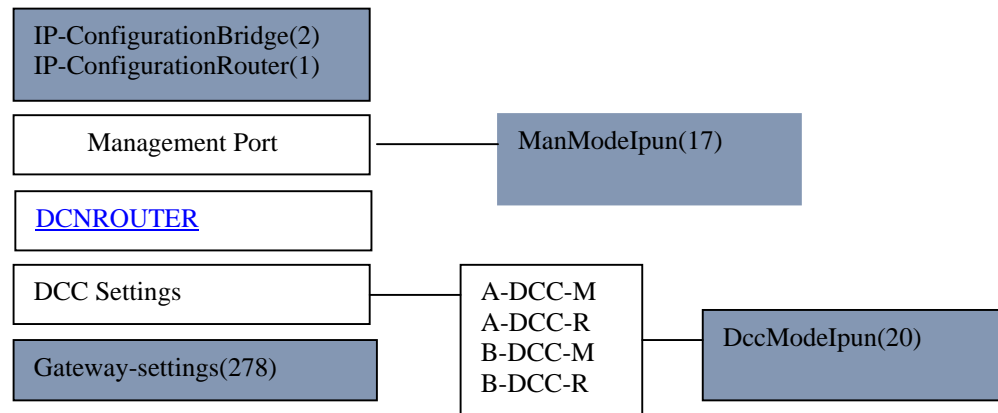 IP-ConfigurationBridge(2)
IP-ConfigurationRouter(1)
Management Port
ManModeIpun(17)
DCNROUTER
DCC Settings
A-DCC-M
A-DCC-R
B-DCC-M
B-DCC-R
DccModeIpun(20)
Gateway-settings(278)